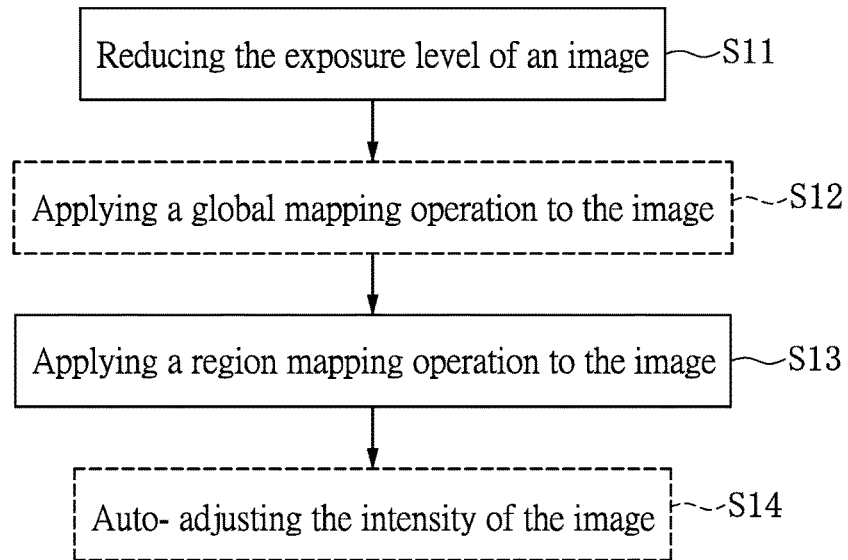 Reducing the exposure level of an image S11
Applying a global mapping operation to the image S12
Applying a region mapping operation to the image S13
Auto- adjusting the intensity of the image S14